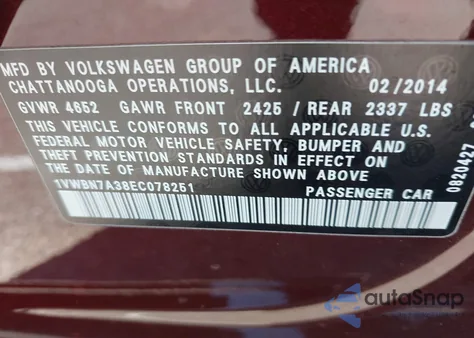 MFD BY VOLKSWAGEN GROUP OF AMERICA
CHATTANOOGA OPERATIONS, LLC. 02/2014
GVWR 4652 GAWR FRONT 2425 / REAR 2337 LBS
THIS VEHICLE CONFORMS TO ALL APPLICABLE U.S.
FEDERAL MOTOR VEHICLE SAFETY, BUMPER AND
THEFT PREVENTION STANDARDS IN EFFECT ON
THE DATE OF MANUFACTURE SHOWN ABOVE
1VWBN7A38EC078251 PASSENGER CAR
0820427
autoSnap